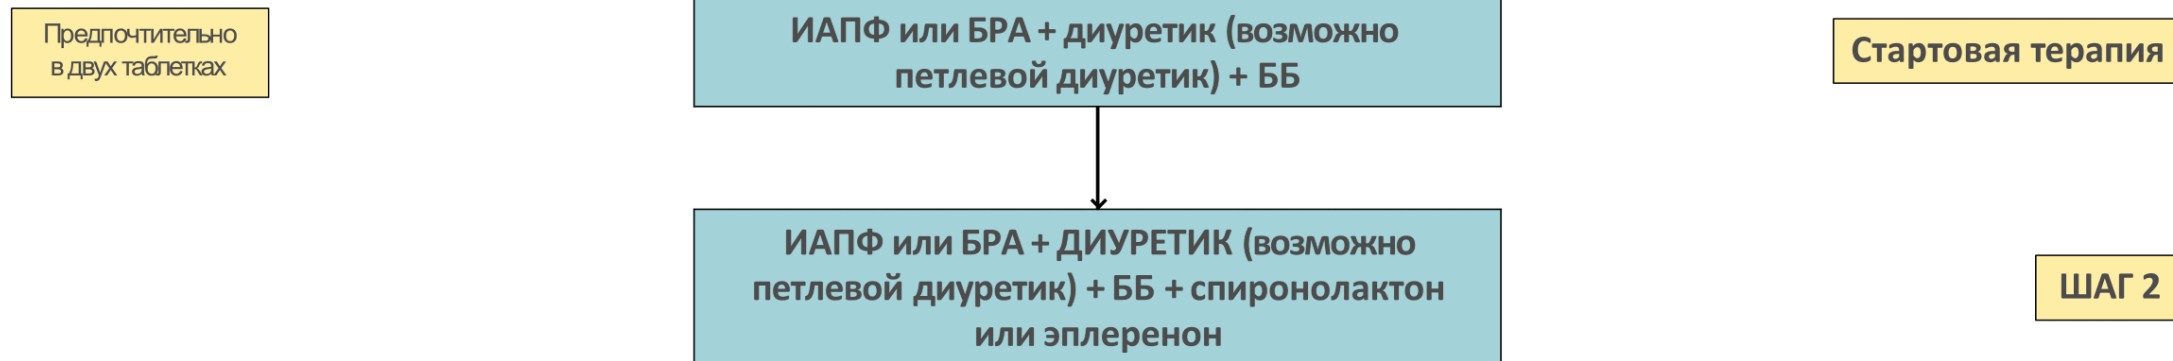 Предпочтительно
в двух таблетках
ИАПФ или БРА + диуретик (возможно
петлевой диуретик) + ББ
Стартовая терапия
ИАПФ или БРА + ДИУРЕТИК (возможно
петлевой диуретик) + ББ + спиронолактон
или эплеренон
ШАГ 2